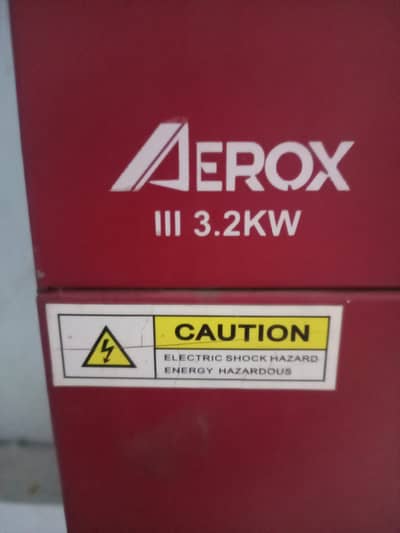 AEROX
III 3.2KW
CAUTION
ELECTRIC SHOCK HAZARD
ENERGY HAZARDOUS